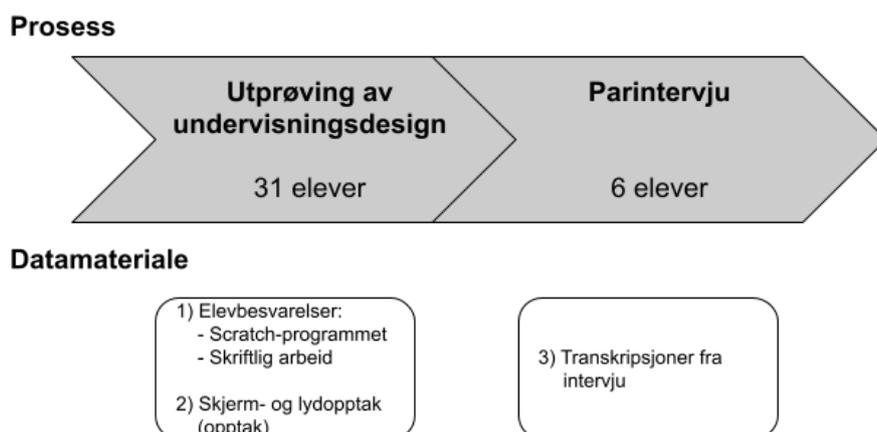 Prosess
Utprøving av
undervisningsdesign
31 elever
Parintervju
6 elever
Datamateriale
1) Elevbesvarelser:
- Scratch-programmet
- Skriftlig arbeid
2) Skjerm- og lydopptak
(opptak)
3) Transkripsjoner fra
intervju